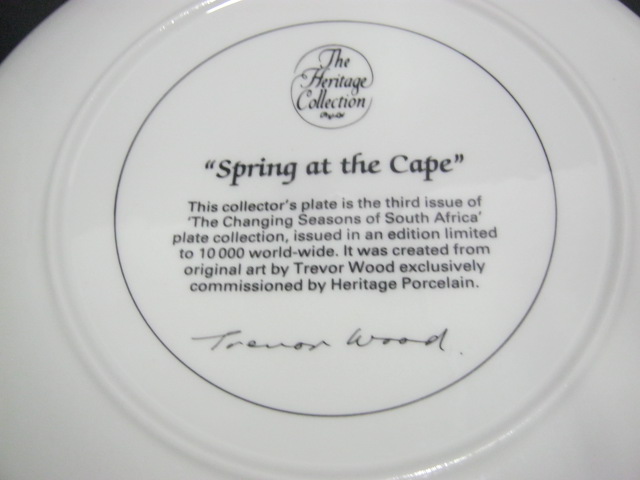 The
Heritage
Collection
(Pty) Ltd
"Spring at the Cape"
This collector's plate is the third issue of
'The Changing Seasons of South Africa'
plate collection, issued in an edition limited
to 10 000 world-wide. It was created from
original art by Trevor Wood exclusively
commissioned by Heritage Porcelain.
Trevor Wood.